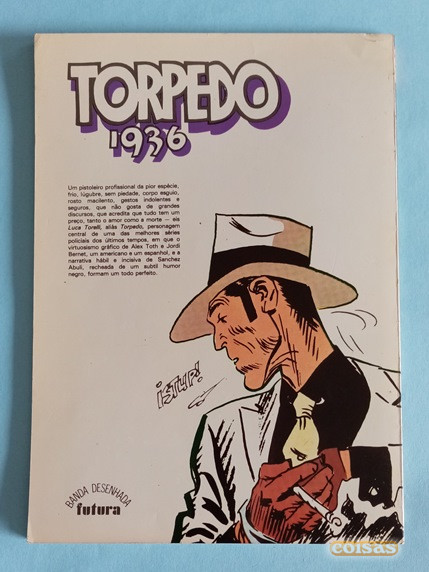 TORPEDO
1936
Um pistoleiro profissional da pior espécie,
frio, lúgubre, sem piedade, corpo esguio,
rosto macilento, gestos indolentes e
seguros, que não gosta de grandes
discursos, que acredita que tudo tem um
preço, tanto o amor como a morte — eis
Luca Torelli, aliás Torpedo, personagem
central de uma das melhores séries
policiais dos últimos tempos, em que o
virtuosismo gráfico de Alex Toth e Jordi
Bernet, um americano e um espanhol, e a
narrativa hábil e incisiva de Sanchez
Abuli, recheada de um subtil humor
negro, formam um todo perfeito.
¡STUP!
BANDA DESENHADA
futura
coisas